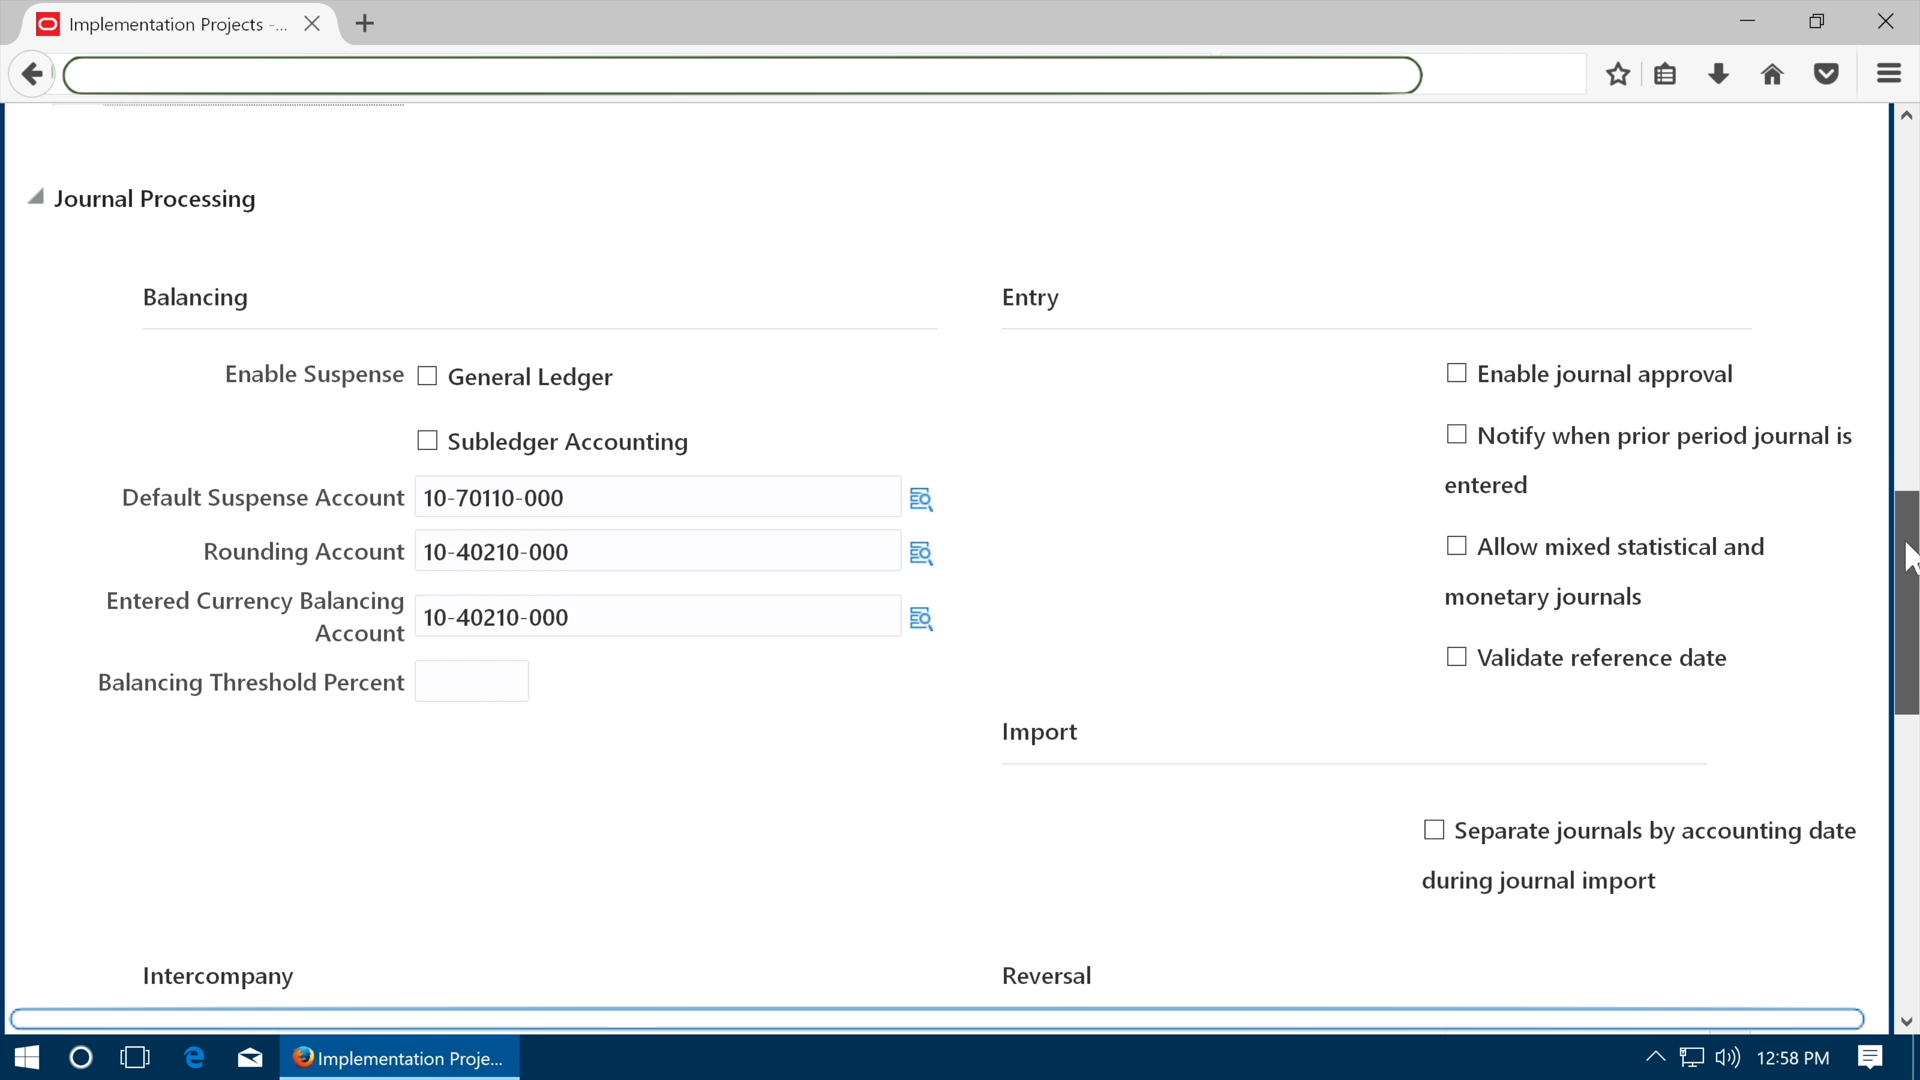 Implementation Projects -...
Journal Processing
Balancing
Entry
Enable Suspense
General Ledger
Enable journal approval
Subledger Accounting
Notify when prior period journal is
entered
Default Suspense Account
10-70110-000
Rounding Account
10-40210-000
Allow mixed statistical and
monetary journals
Entered Currency Balancing
Account
10-40210-000
Balancing Threshold Percent
Validate reference date
Import
Separate journals by accounting date
during journal import
Intercompany
Reversal
Implementation Proje...
12:58 PM